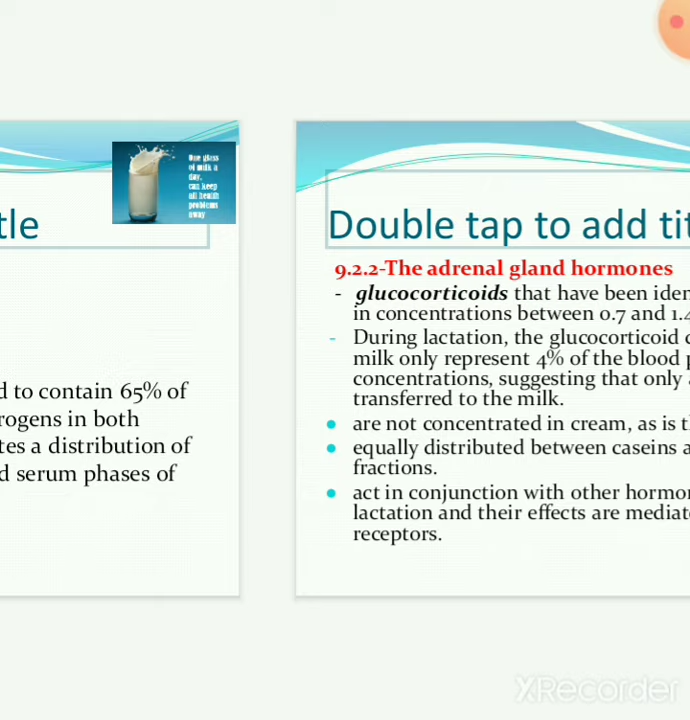 tle
One glass
of milk a
day,
can keep
all health
problems
away
d to contain 65% of
rogens in both
tes a distribution of
d serum phases of
Double tap to add tit
9.2.2-The adrenal gland hormones
- glucocorticoids that have been iden
in concentrations between 0.7 and 1.4
- During lactation, the glucocorticoid c
milk only represent 4% of the blood p
concentrations, suggesting that only a
transferred to the milk.
are not concentrated in cream, as is th
equally distributed between caseins a
fractions.
act in conjunction with other hormon
lactation and their effects are mediate
receptors.
XRecorder